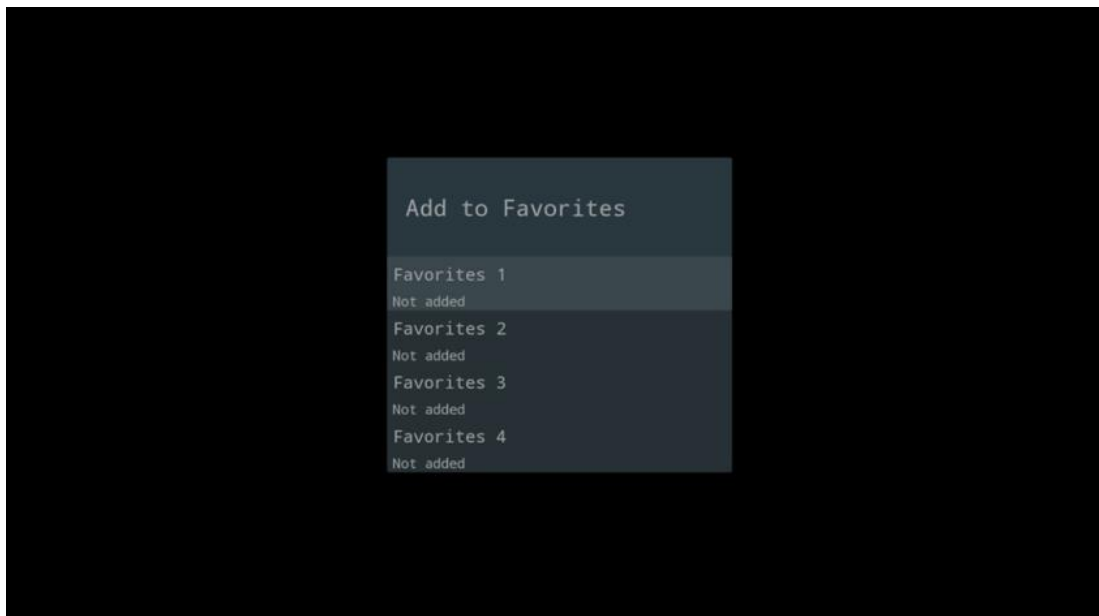 Add to Favorites
Favorites 1
Not added
Favorites 2
Not added
Favorites 3
Not added
Favorites 4
Not added